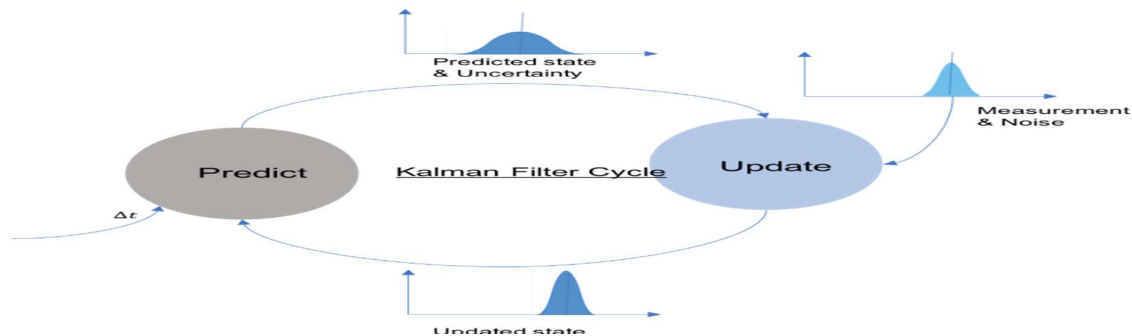 Predicted state
& Uncertainty
Measurement
& Noise
Predict
Kalman Filter Cycle
Update
Δt
Updated state